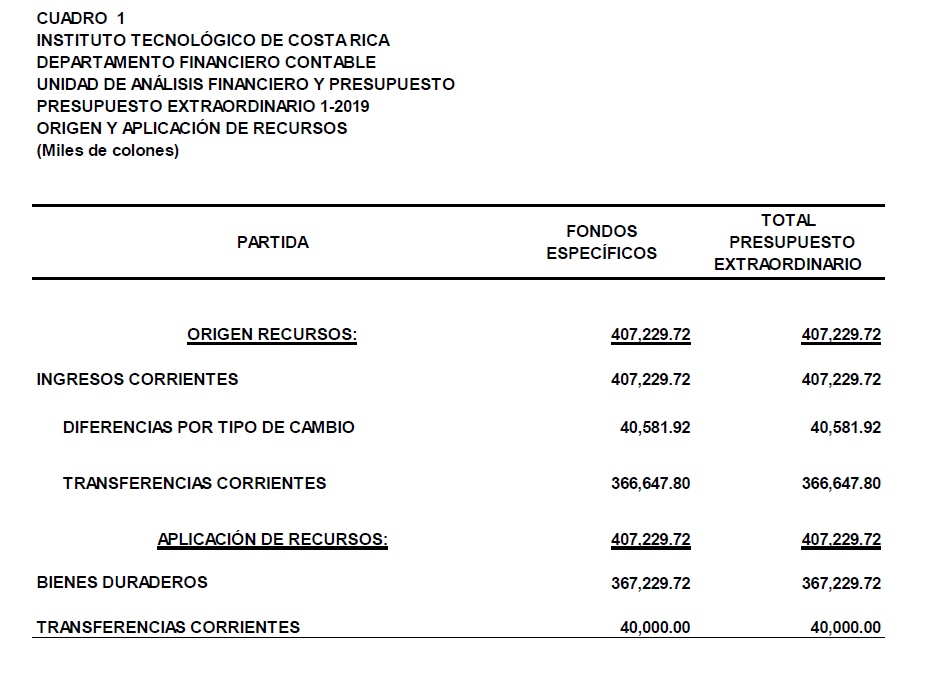 CUADRO 1
INSTITUTO TECNOLÓGICO DE COSTA RICA
DEPARTAMENTO FINANCIERO CONTABLE
UNIDAD DE ANÁLISIS FINANCIERO Y PRESUPUESTO
PRESUPUESTO EXTRAORDINARIO 1-2019
ORIGEN Y APLICACIÓN DE RECURSOS
(Miles de colones)
PARTIDA
FONDOS
ESPECÍFICOS
TOTAL
PRESUPUESTO
EXTRAORDINARIO
ORIGEN RECURSOS: 407,229.72 407,229.72
INGRESOS CORRIENTES 407,229.72 407,229.72
DIFERENCIAS POR TIPO DE CAMBIO 40,581.92 40,581.92
TRANSFERENCIAS CORRIENTES 366,647.80 366,647.80
APLICACIÓN DE RECURSOS: 407,229.72 407,229.72
BIENES DURADEROS 367,229.72 367,229.72
TRANSFERENCIAS CORRIENTES 40,000.00 40,000.00